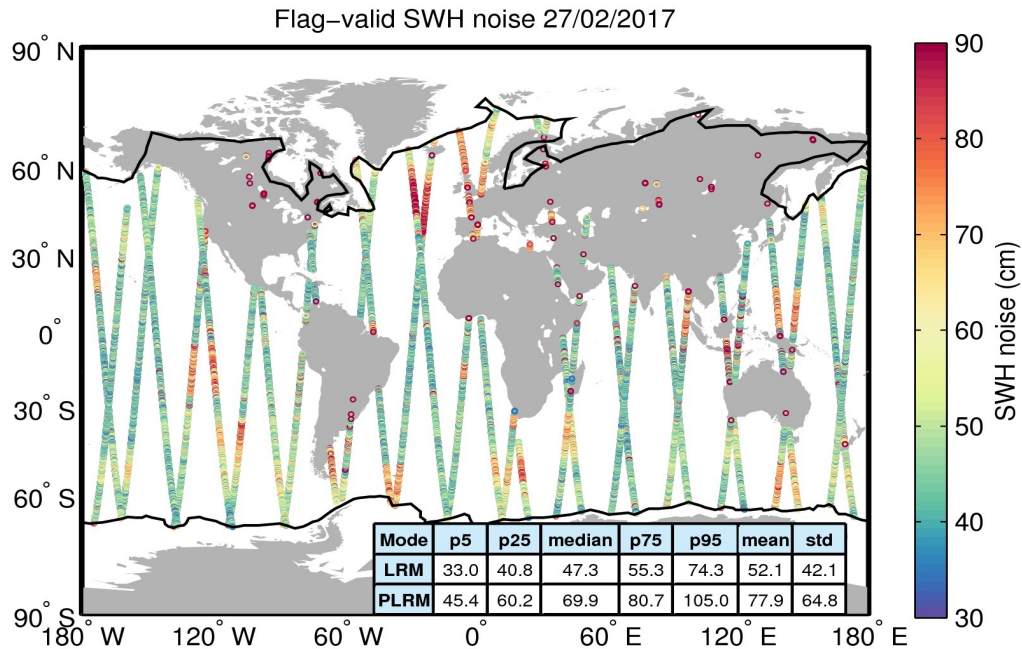 Flag-valid SWH noise 27/02/2017
90° N
60° N
30° N
0°
30° S
60° S
90° S
180° W
120° W
60° W
0°
60° E
120° E
180° E
Mode p5 p25 median p75 p95 mean std
LRM 33.0 40.8 47.3 55.3 74.3 52.1 42.1
PLRM 45.4 60.2 69.9 80.7 105.0 77.9 64.8
90
80
70
60
50
40
30
SWH noise (cm)